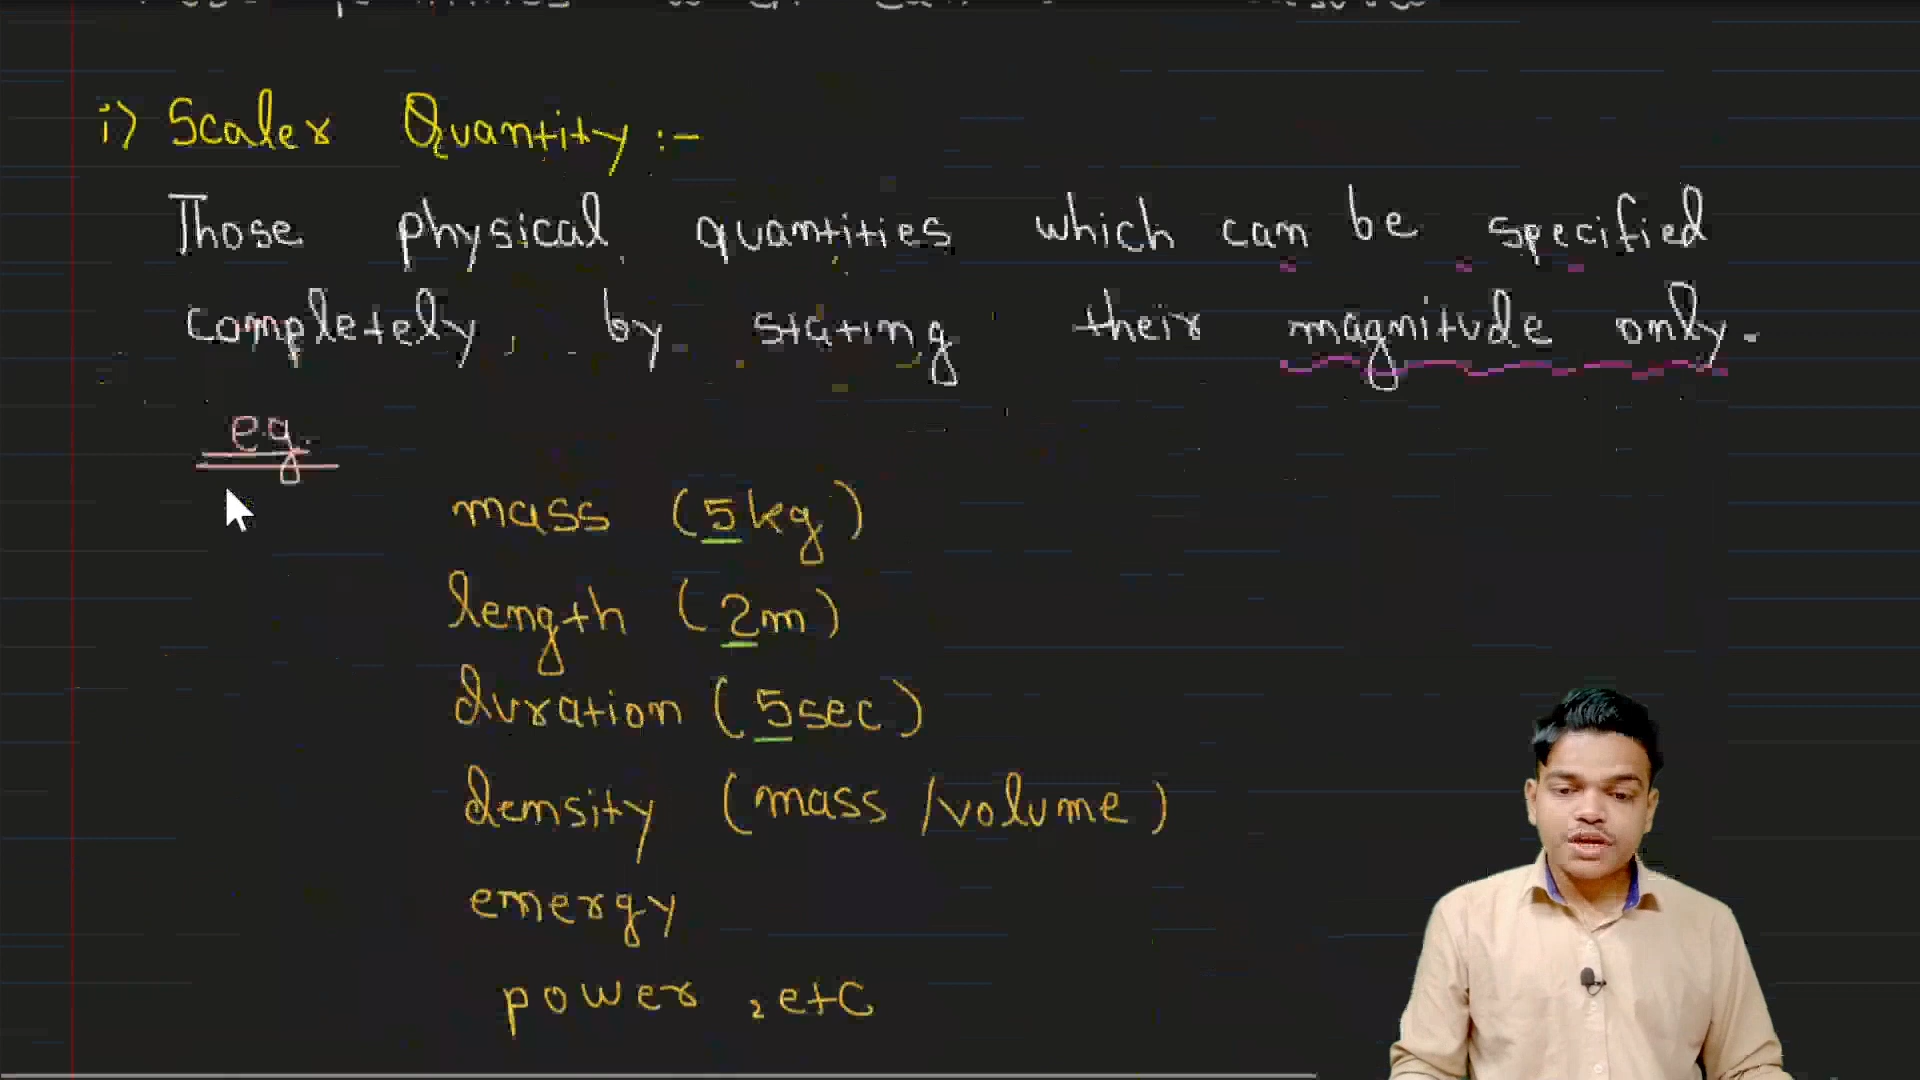 i) Scaler Quantity :-
Those physical quantities which can be specified
completely, by stating their magnitude only.
eg.
mass (5kg)
length (2m)
duration (5sec)
density (mass /volume)
energy
power , etc